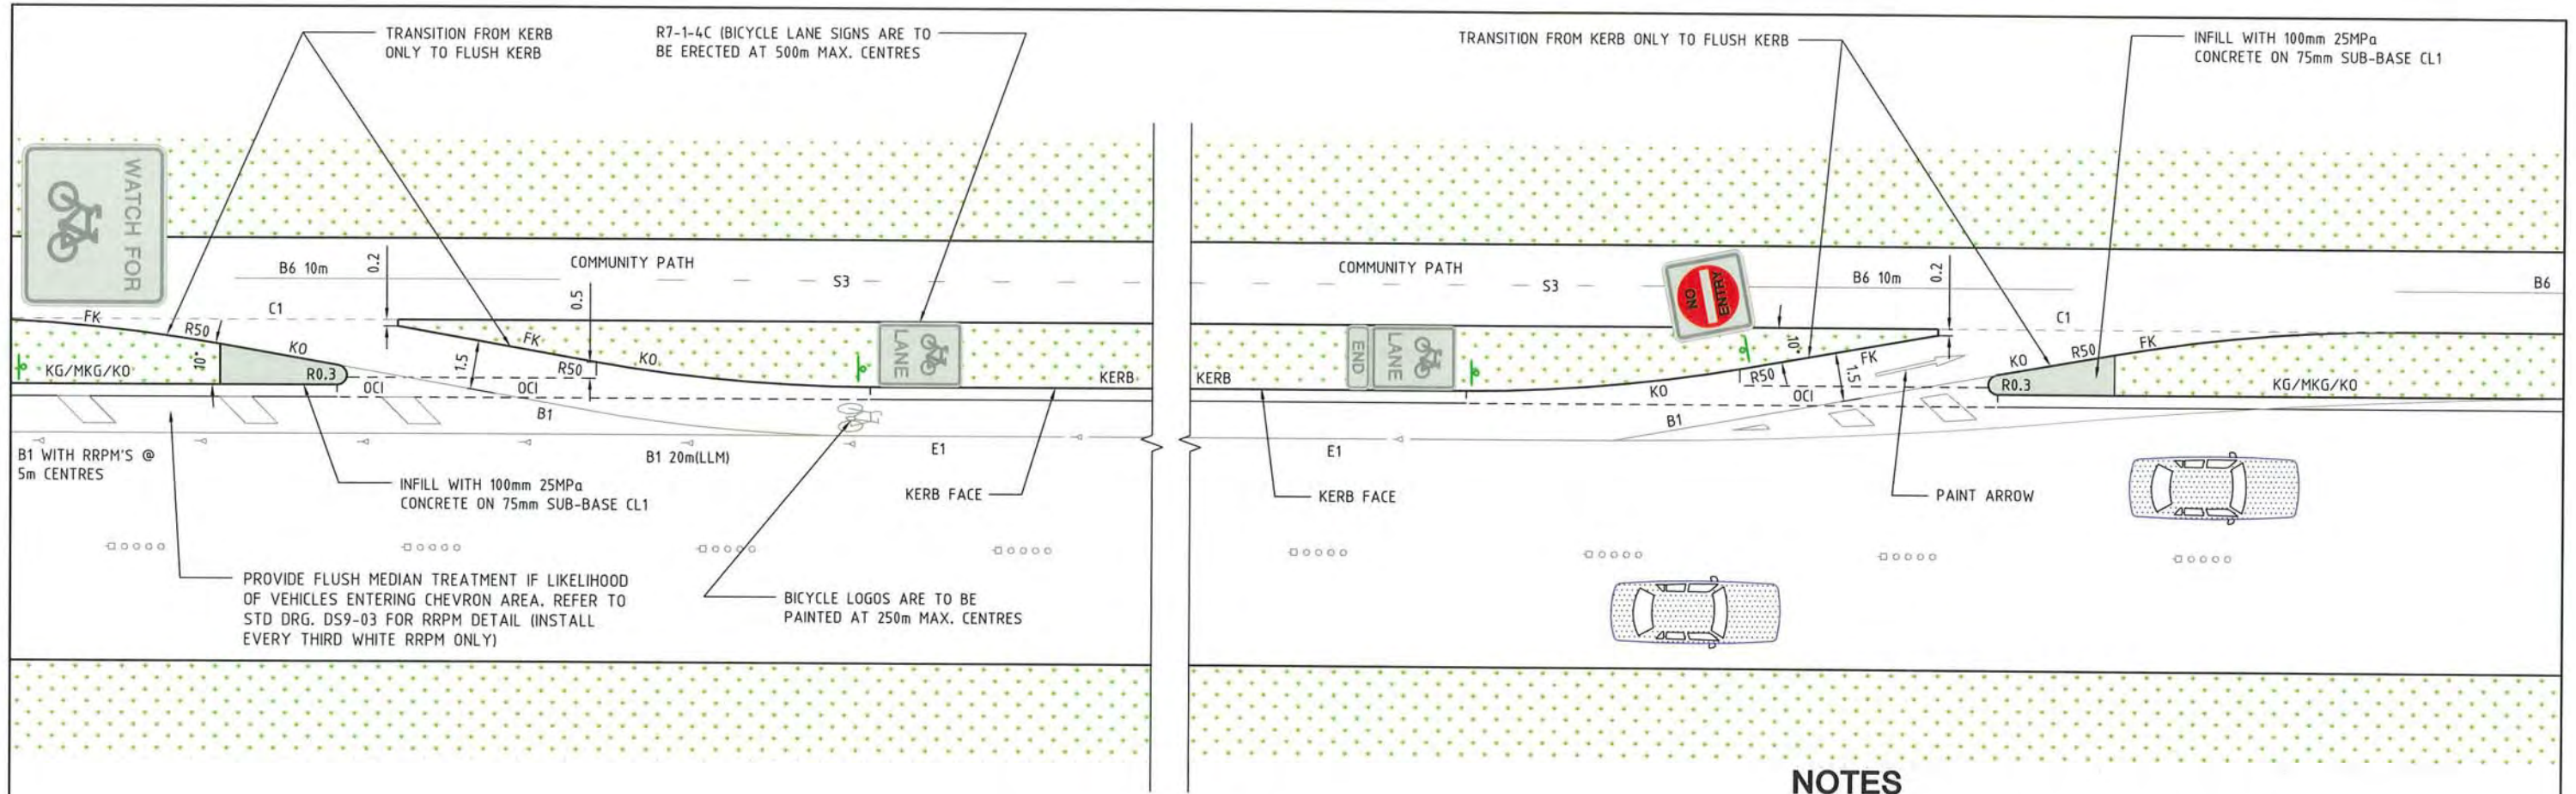 TRANSITION FROM KERB
ONLY TO FLUSH KERB
R7-1-4C (BICYCLE LANE SIGNS ARE TO
BE ERECTED AT 500m MAX. CENTRES
TRANSITION FROM KERB ONLY TO FLUSH KERB
INFILL WITH 100mm 25MPa
CONCRETE ON 75mm SUB-BASE CL1
WATCH FOR
B6 10m
0.2
COMMUNITY PATH
S3
0.5
COMMUNITY PATH
S3
NO
ENTRY
B6 10m
0.2
B6
FK
C1
R50
KO
10°
KG/MKG/KO
R0.3
OCI
1.5
FK
OCI
R50
KO
B1
LANE
KERB
KERB
END
LANE
10°
FK
R50
1.5
KO
OCI
B1
C1
KO
R50
FK
R0.3
KG/MKG/KO
B1 WITH RRPM'S @
5m CENTRES
B1 20m(LLM)
E1
E1
INFILL WITH 100mm 25MPa
CONCRETE ON 75mm SUB-BASE CL1
KERB FACE
KERB FACE
PAINT ARROW
PROVIDE FLUSH MEDIAN TREATMENT IF LIKELIHOOD
OF VEHICLES ENTERING CHEVRON AREA. REFER TO
STD DRG. DS9-03 FOR RRPM DETAIL (INSTALL
EVERY THIRD WHITE RRPM ONLY)
BICYCLE LOGOS ARE TO BE
PAINTED AT 250m MAX. CENTRES
NOTES